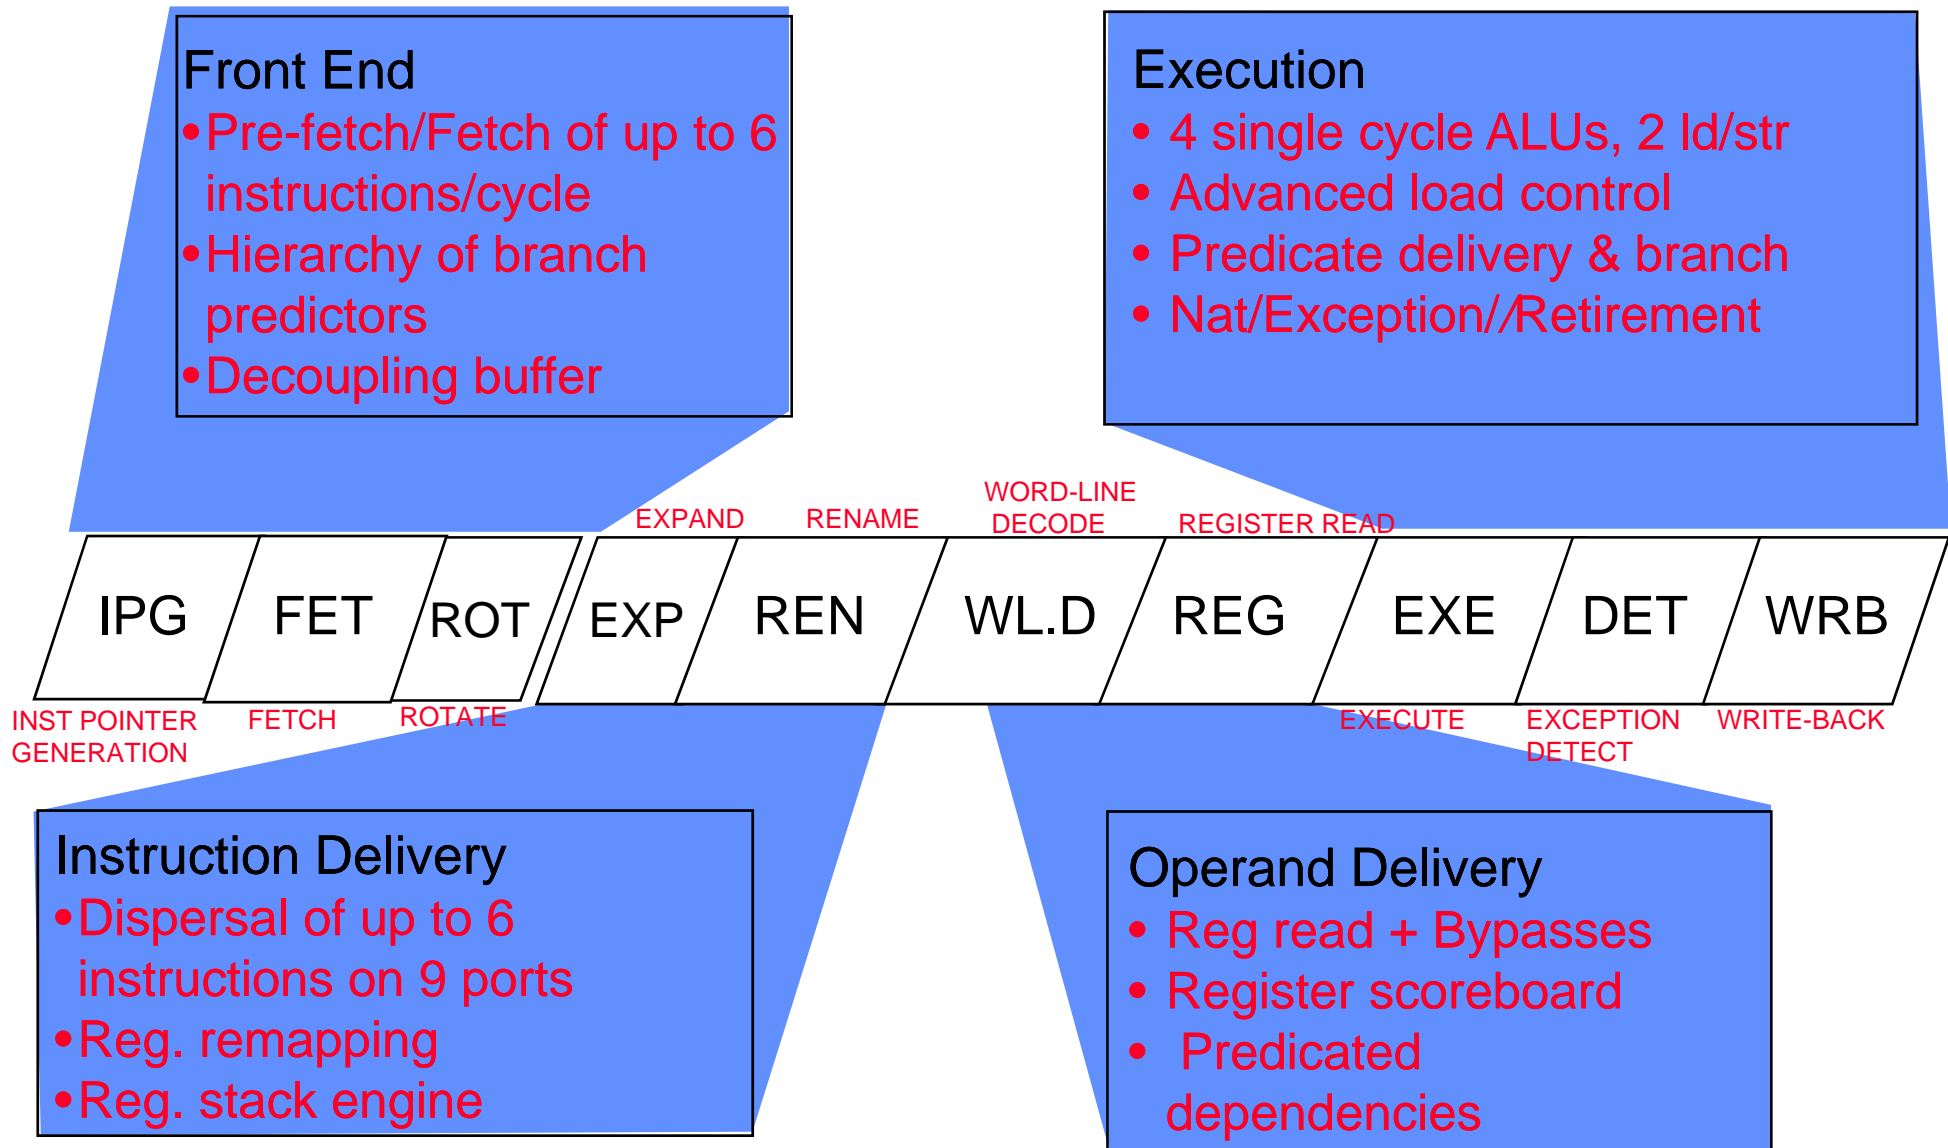 Front End
•Pre-fetch/Fetch of up to 6
instructions/cycle
•Hierarchy of branch
predictors
•Decoupling buffer
Execution
• 4 single cycle ALUs, 2 ld/str
• Advanced load control
• Predicate delivery & branch
• Nat/Exception//Retirement
EXPAND
RENAME
WORD-LINE
DECODE
REGISTER READ
IPG
FET
ROT
EXP
REN
WL.D
REG
EXE
DET
WRB
INST POINTER
GENERATION
FETCH
ROTATE
EXECUTE
EXCEPTION
DETECT
WRITE-BACK
Instruction Delivery
•Dispersal of up to 6
instructions on 9 ports
•Reg. remapping
•Reg. stack engine
Operand Delivery
• Reg read + Bypasses
• Register scoreboard
• Predicated
dependencies